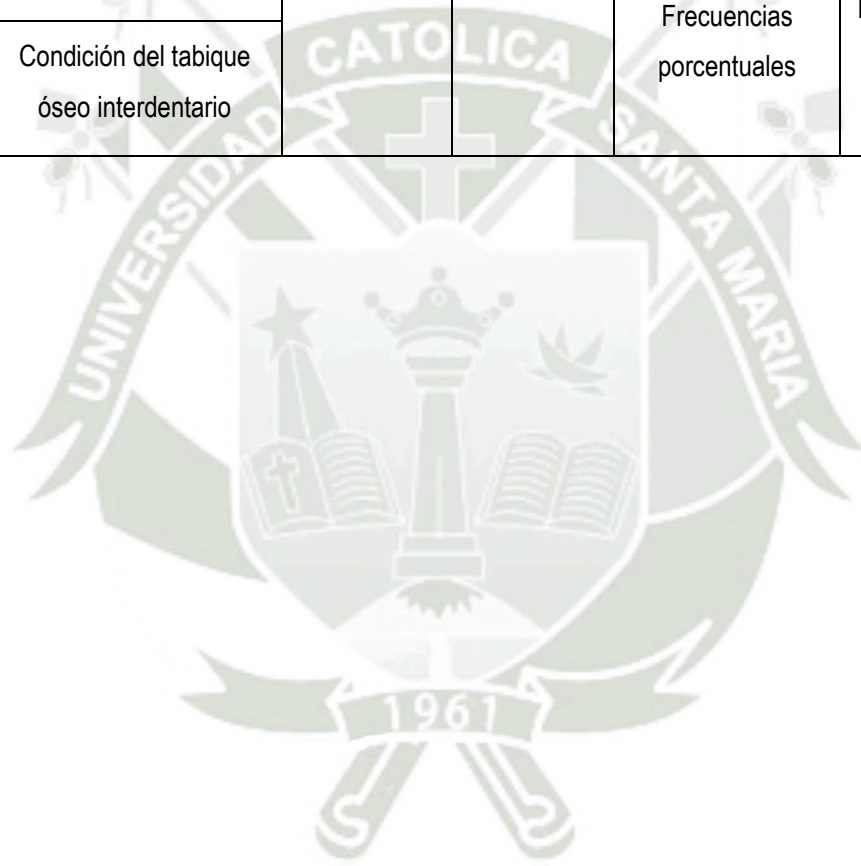 Frecuencias
porcentuales
Condición del tabique
óseo interdentario
UNIVERSIDAD CATOLICA SANTA MARIA
1961